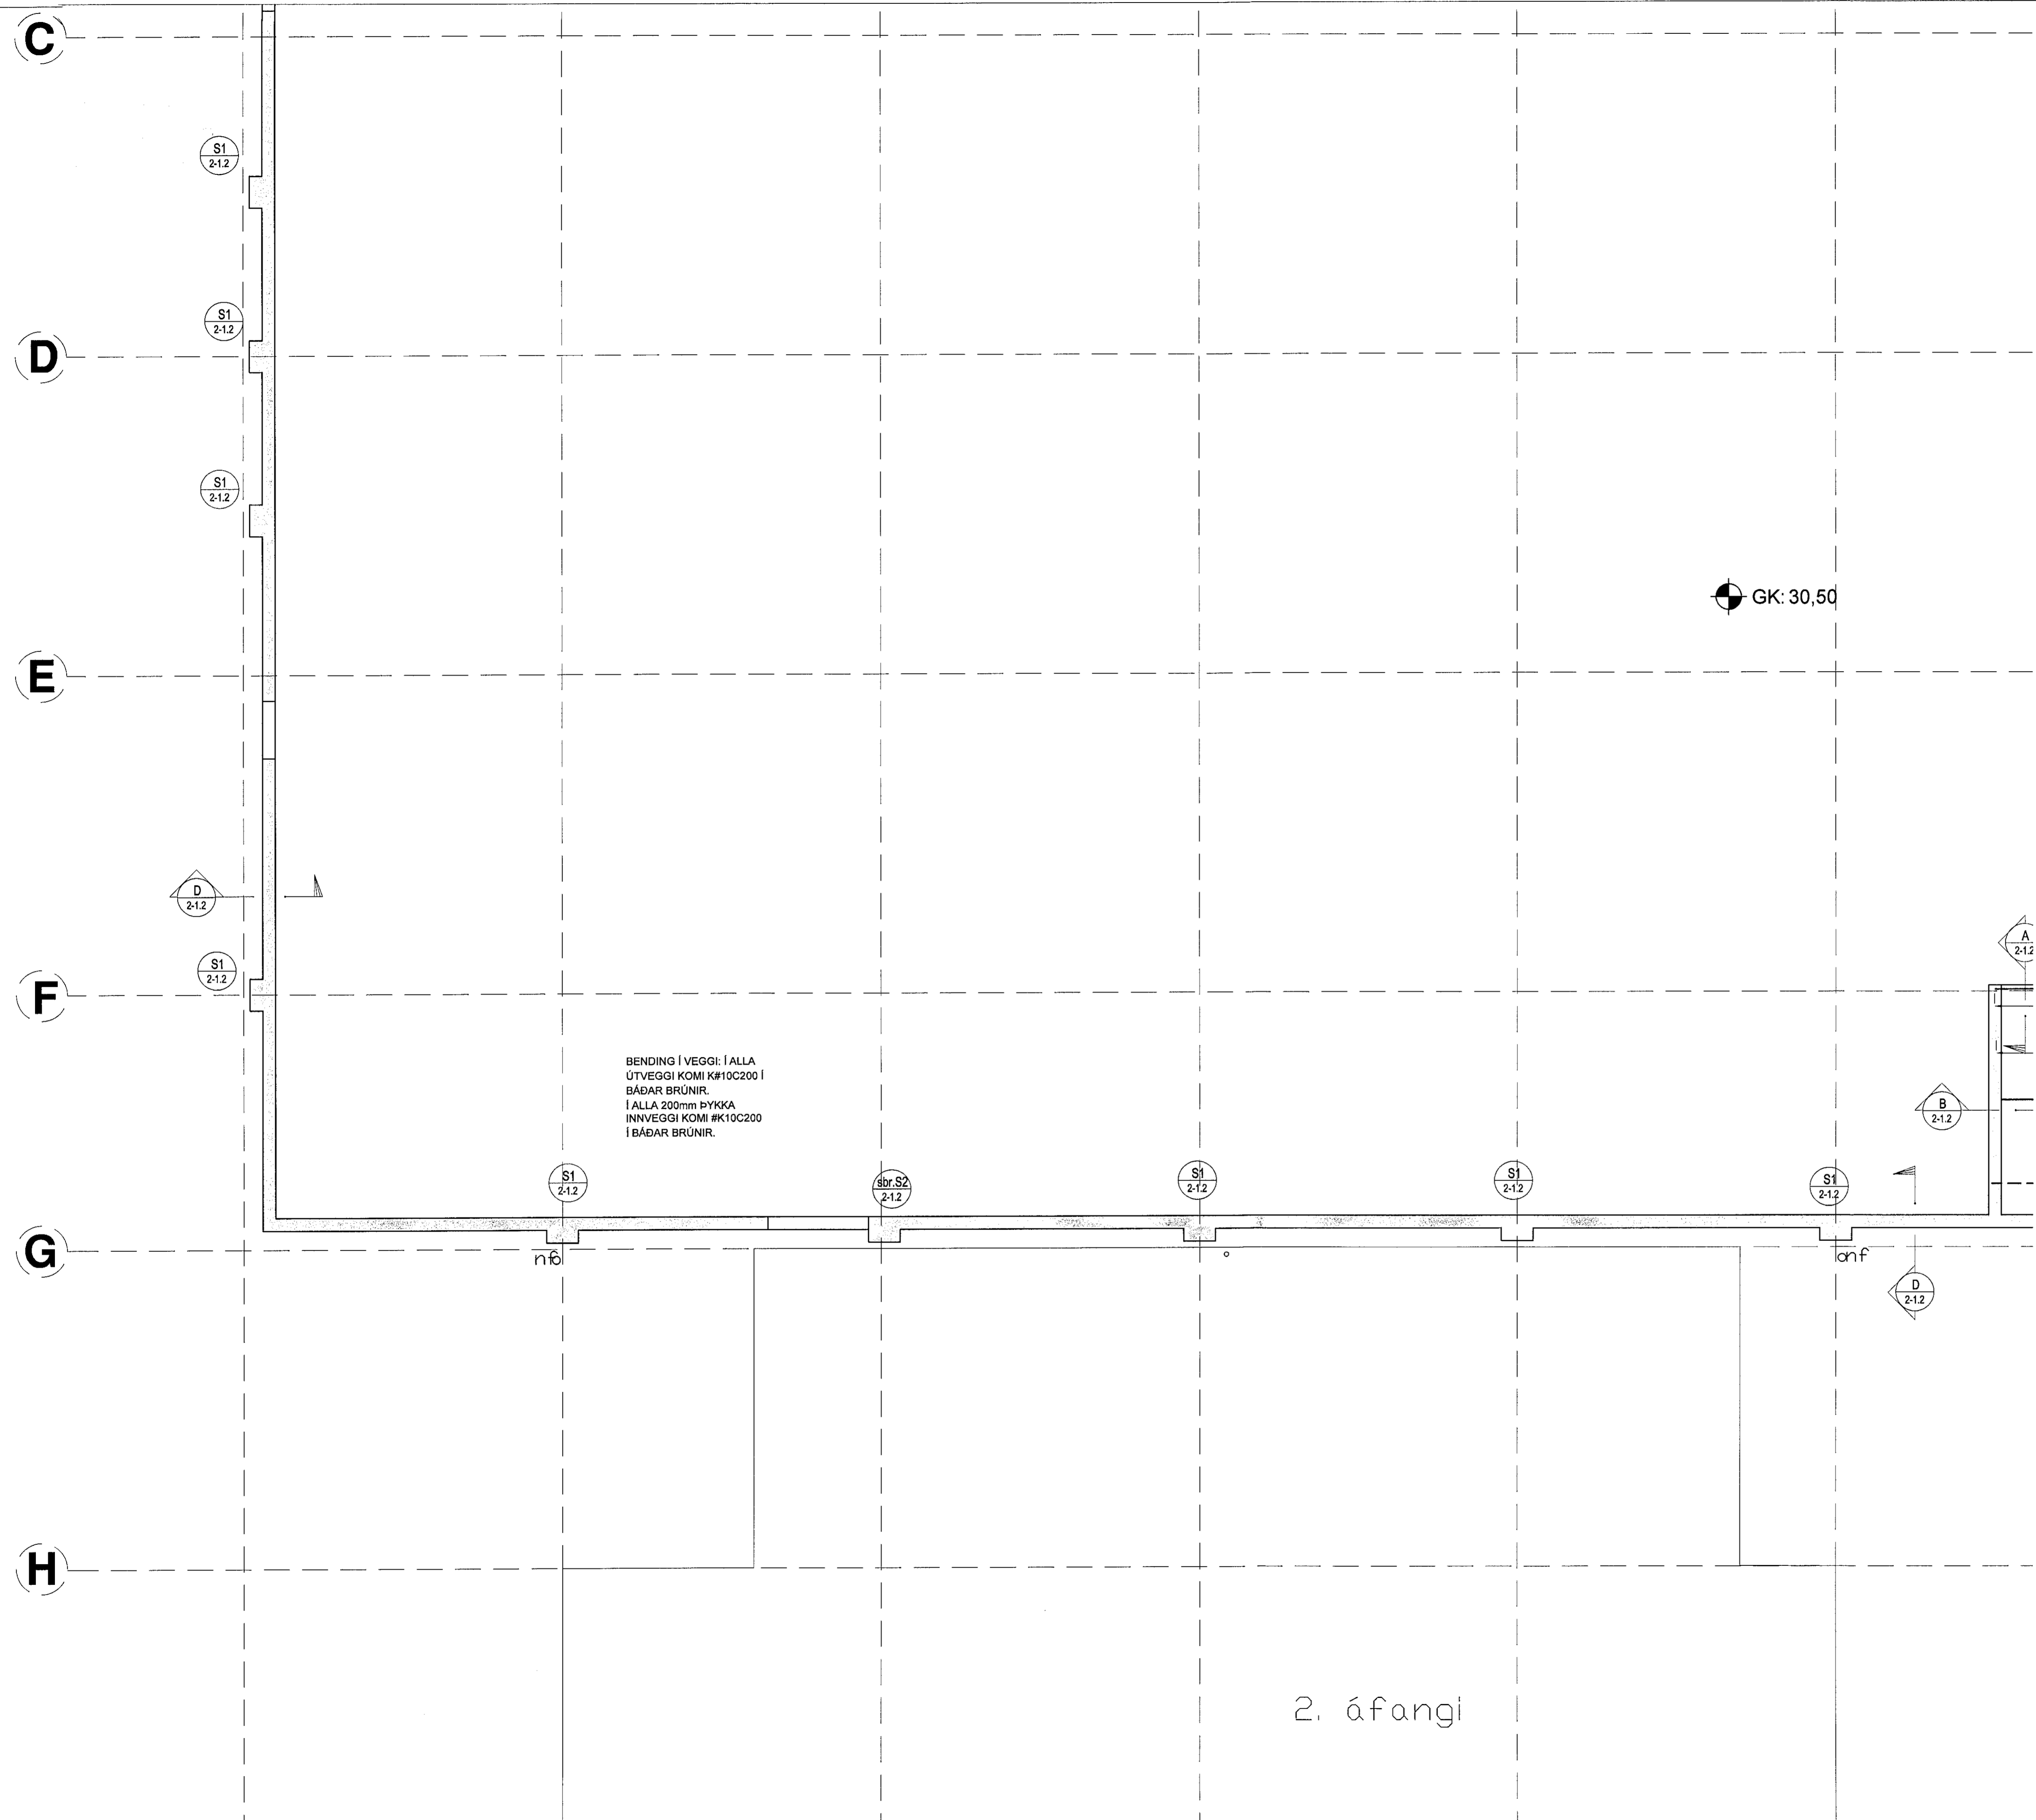 C
S1
2-1.2
S1
2-1.2
D
S1
2-1.2
GK: 30,50
E
D
2-1.2
A
2-1.2
S1
2-1.2
F
BENDING Í VEGGI: Í ALLA
ÚTVEGGI KOMI K#10C200 Í
BÁÐAR BRÚNIR.
Í ALLA 200mm ÞYKKA
INNVEGGI KOMI #K10C200
Í BÁÐAR BRÚNIR.
B
2-1.2
S1
2-1.2
sbr.S2
2-1.2
S1
2-1.2
S1
2-1.2
S1
2-1.2
G
D
2-1.2
H
2. áfangi